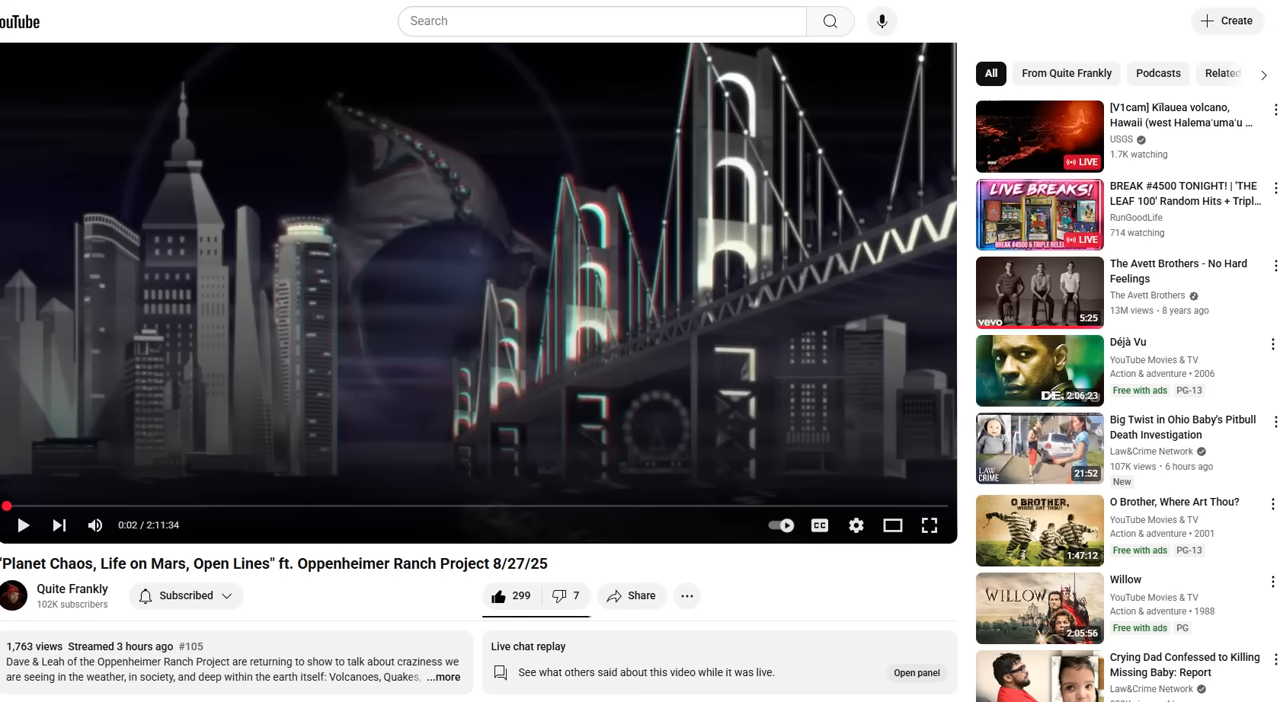 ouTube
Search
Create
All
From Quite Frankly
Podcasts
Related
[V1cam] Kīlauea volcano,
Hawaii (west Halemaʻumaʻu ...
USGS
1.7K watching
LIVE
LIVE BREAKS!
BREAK #4500 & TRIPLE RELEA
LIVE
BREAK #4500 TONIGHT! | 'THE
LEAF 100' Random Hits + Tripl...
RunGoodLife
714 watching
vevo
5:25
The Avett Brothers - No Hard
Feelings
The Avett Brothers
13M views • 8 years ago
DE
2:06:23
Déjà Vu
YouTube Movies & TV
Action & adventure • 2006
Free with ads PG-13
LAW
CRIME
21:52
Big Twist in Ohio Baby's Pitbull
Death Investigation
Law&Crime Network
107K views • 6 hours ago
New
O BROTHER,
WHERE ART THOU?
1:47:12
O Brother, Where Art Thou?
YouTube Movies & TV
Action & adventure • 2001
Free with ads PG-13
WILLOW
2:05:56
Willow
YouTube Movies & TV
Action & adventure • 1988
Free with ads PG
Crying Dad Confessed to Killing
Missing Baby: Report
Law&Crime Network
0:02 / 2:11:34
CC
"Planet Chaos, Life on Mars, Open Lines" ft. Oppenheimer Ranch Project 8/27/25
Quite Frankly
102K subscribers
Subscribed
299
7
Share
1,763 views Streamed 3 hours ago #105
Dave & Leah of the Oppenheimer Ranch Project are returning to show to talk about craziness we
are seeing in the weather, in society, and deep within the earth itself: Volcanoes, Quakes, ...more
Live chat replay
See what others said about this video while it was live.
Open panel